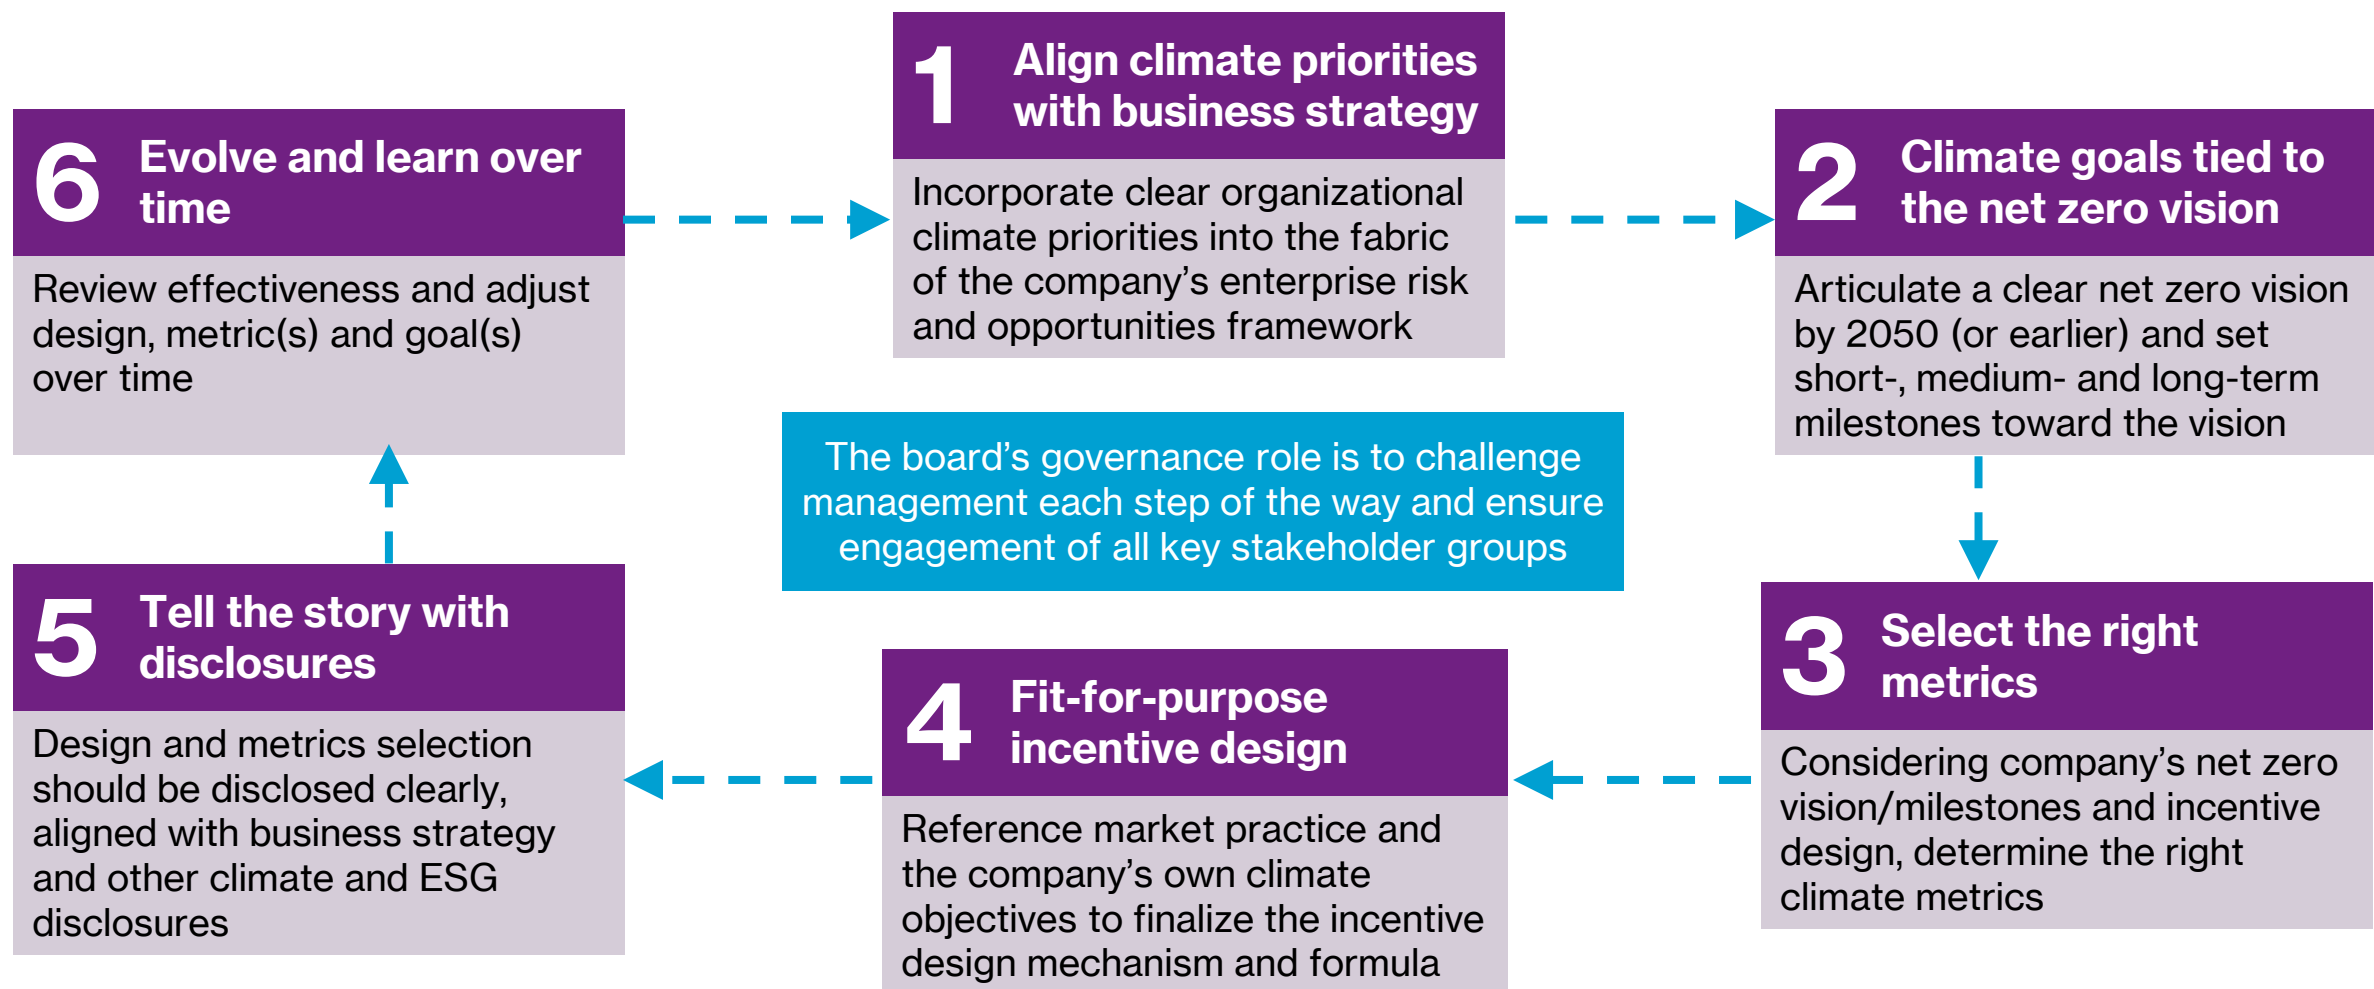 1
Align climate priorities
with business strategy
Incorporate clear organizational
climate priorities into the fabric
of the company’s enterprise risk
and opportunities framework
2
Climate goals tied to
the net zero vision
Articulate a clear net zero vision
by 2050 (or earlier) and set
short-, medium- and long-term
milestones toward the vision
3
Select the right
metrics
Considering company’s net zero
vision/milestones and incentive
design, determine the right
climate metrics
4
Fit-for-purpose
incentive design
Reference market practice and
the company’s own climate
objectives to finalize the incentive
design mechanism and formula
5
Tell the story with
disclosures
Design and metrics selection
should be disclosed clearly,
aligned with business strategy
and other climate and ESG
disclosures
6
Evolve and learn over
time
Review effectiveness and adjust
design, metric(s) and goal(s)
over time
The board’s governance role is to challenge
management each step of the way and ensure
engagement of all key stakeholder groups